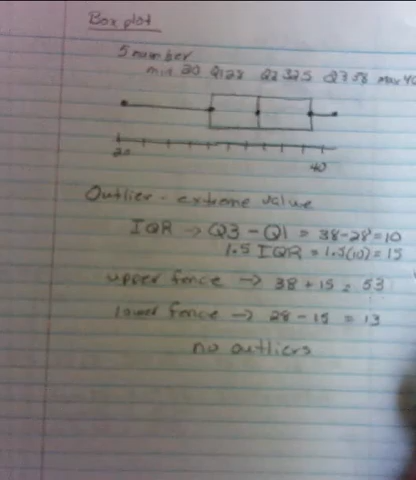 Box plot
5 number
min 20 Q1 28 Q2 32.5 Q3 38 max 40
20 40
Outlier - extreme value
IQR → Q3 - Q1 = 38-28=10
1.5 IQR = 1.5(10)=15
upper fence → 38 + 15 = 53
lower fence → 28 - 15 = 13
no outliers